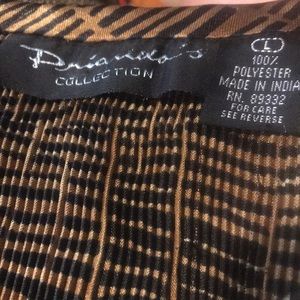 COLLECTION
L
100%
POLYESTER
MADE IN INDIA
RN. 89332
FOR CARE
SEE REVERSE